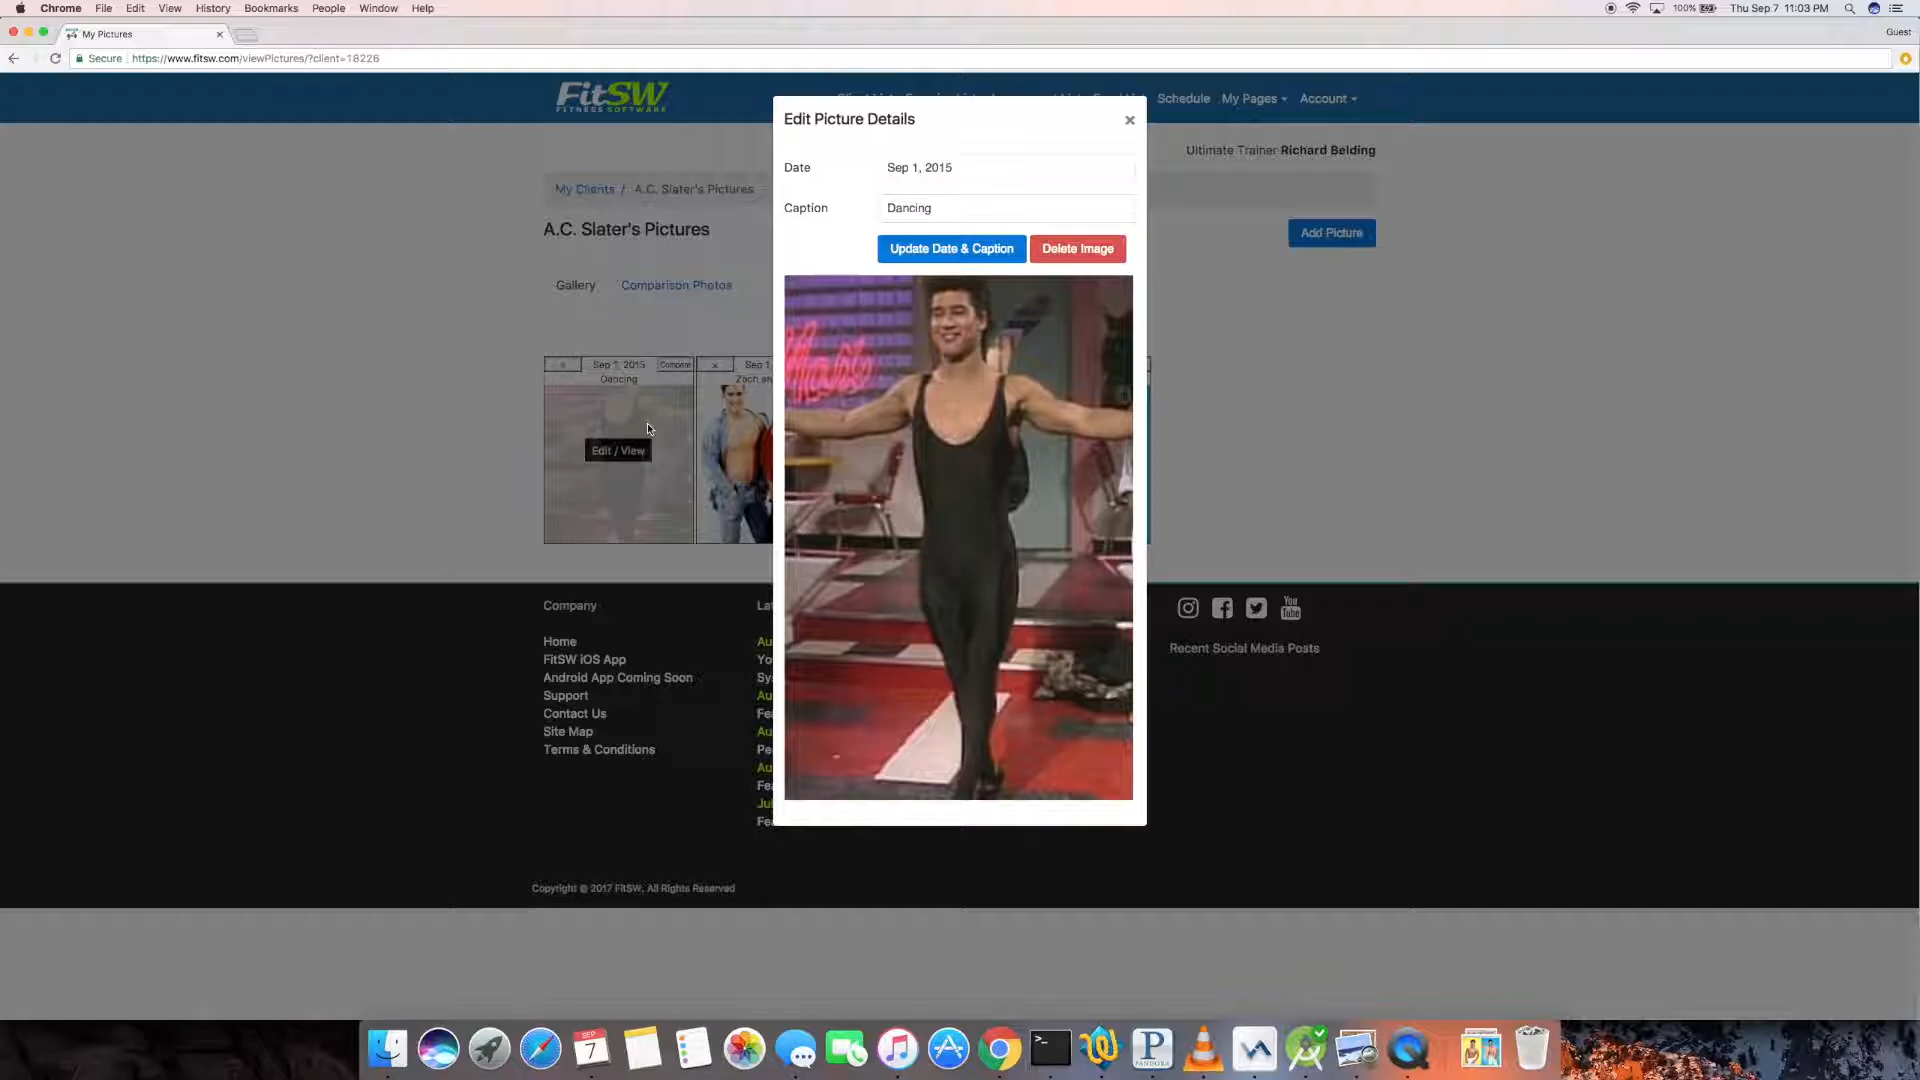 Chrome File Edit View History Bookmarks People Window Help
100% Thu Sep 7 11:03 PM
My Pictures
Guest
Secure https://www.fitsw.com/viewPictures/?client=18226
FitSW
FITNESS SOFTWARE
Schedule My Pages Account
Edit Picture Details
Ultimate Trainer Richard Belding
Date Sep 1, 2015
My Clients / A.C. Slater's Pictures
Caption Dancing
A.C. Slater's Pictures
Add Picture
Update Date & Caption Delete Image
Gallery Comparison Photos
Sep 1, 2015 Compare
Dancing
Edit / View
Company
Home
FitSW iOS App
Android App Coming Soon
Support
Contact Us
Site Map
Terms & Conditions
You Tube
Recent Social Media Posts
Copyright © 2017 FitSW. All Rights Reserved
SEP
7
P
PANDORA